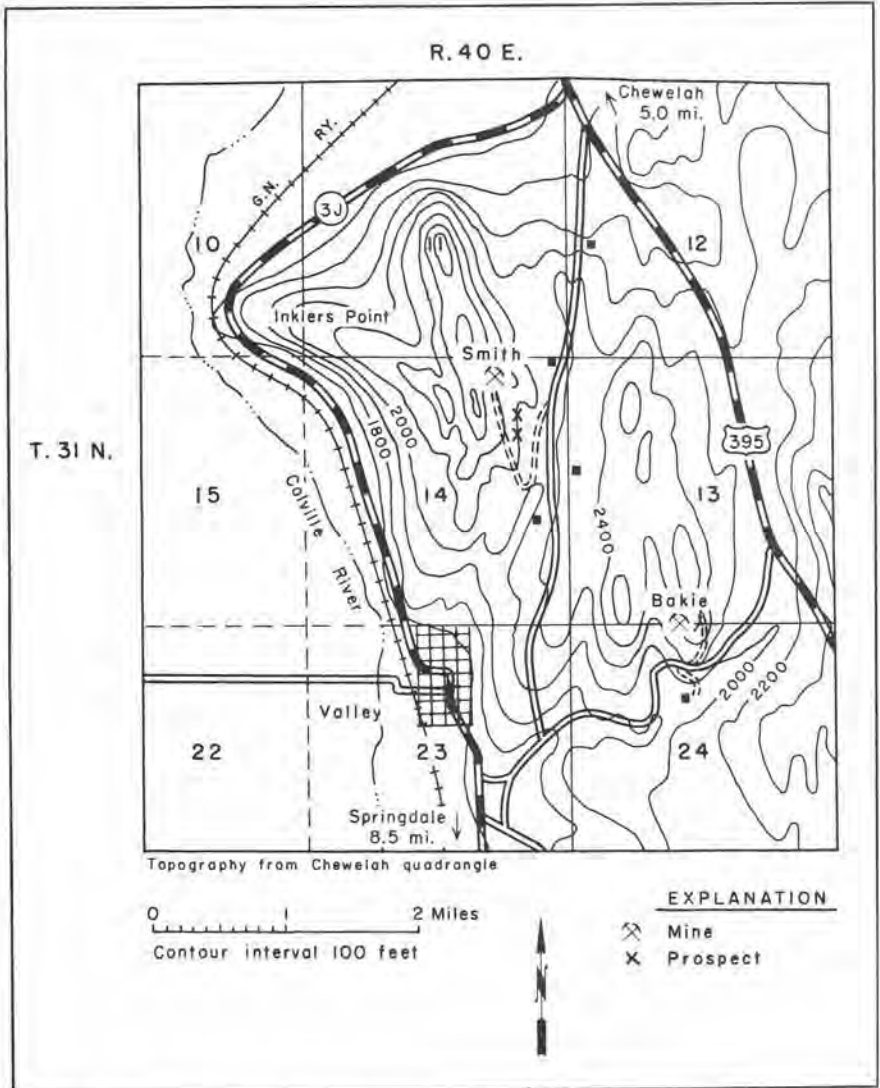 R. 40 E.
Chewelah
5.0 mi.
G.N. RY.
3J
10
11
12
Inklers Point
Smith
T. 31 N.
1800
2000
395
15
14
13
Colville
River
2400
Bakie
2000
2200
Valley
22
23
24
Springdale
8.5 mi.
Topography from Chewelah quadrangle
0 1 2 Miles
Contour interval 100 feet
N
EXPLANATION
Mine
Prospect